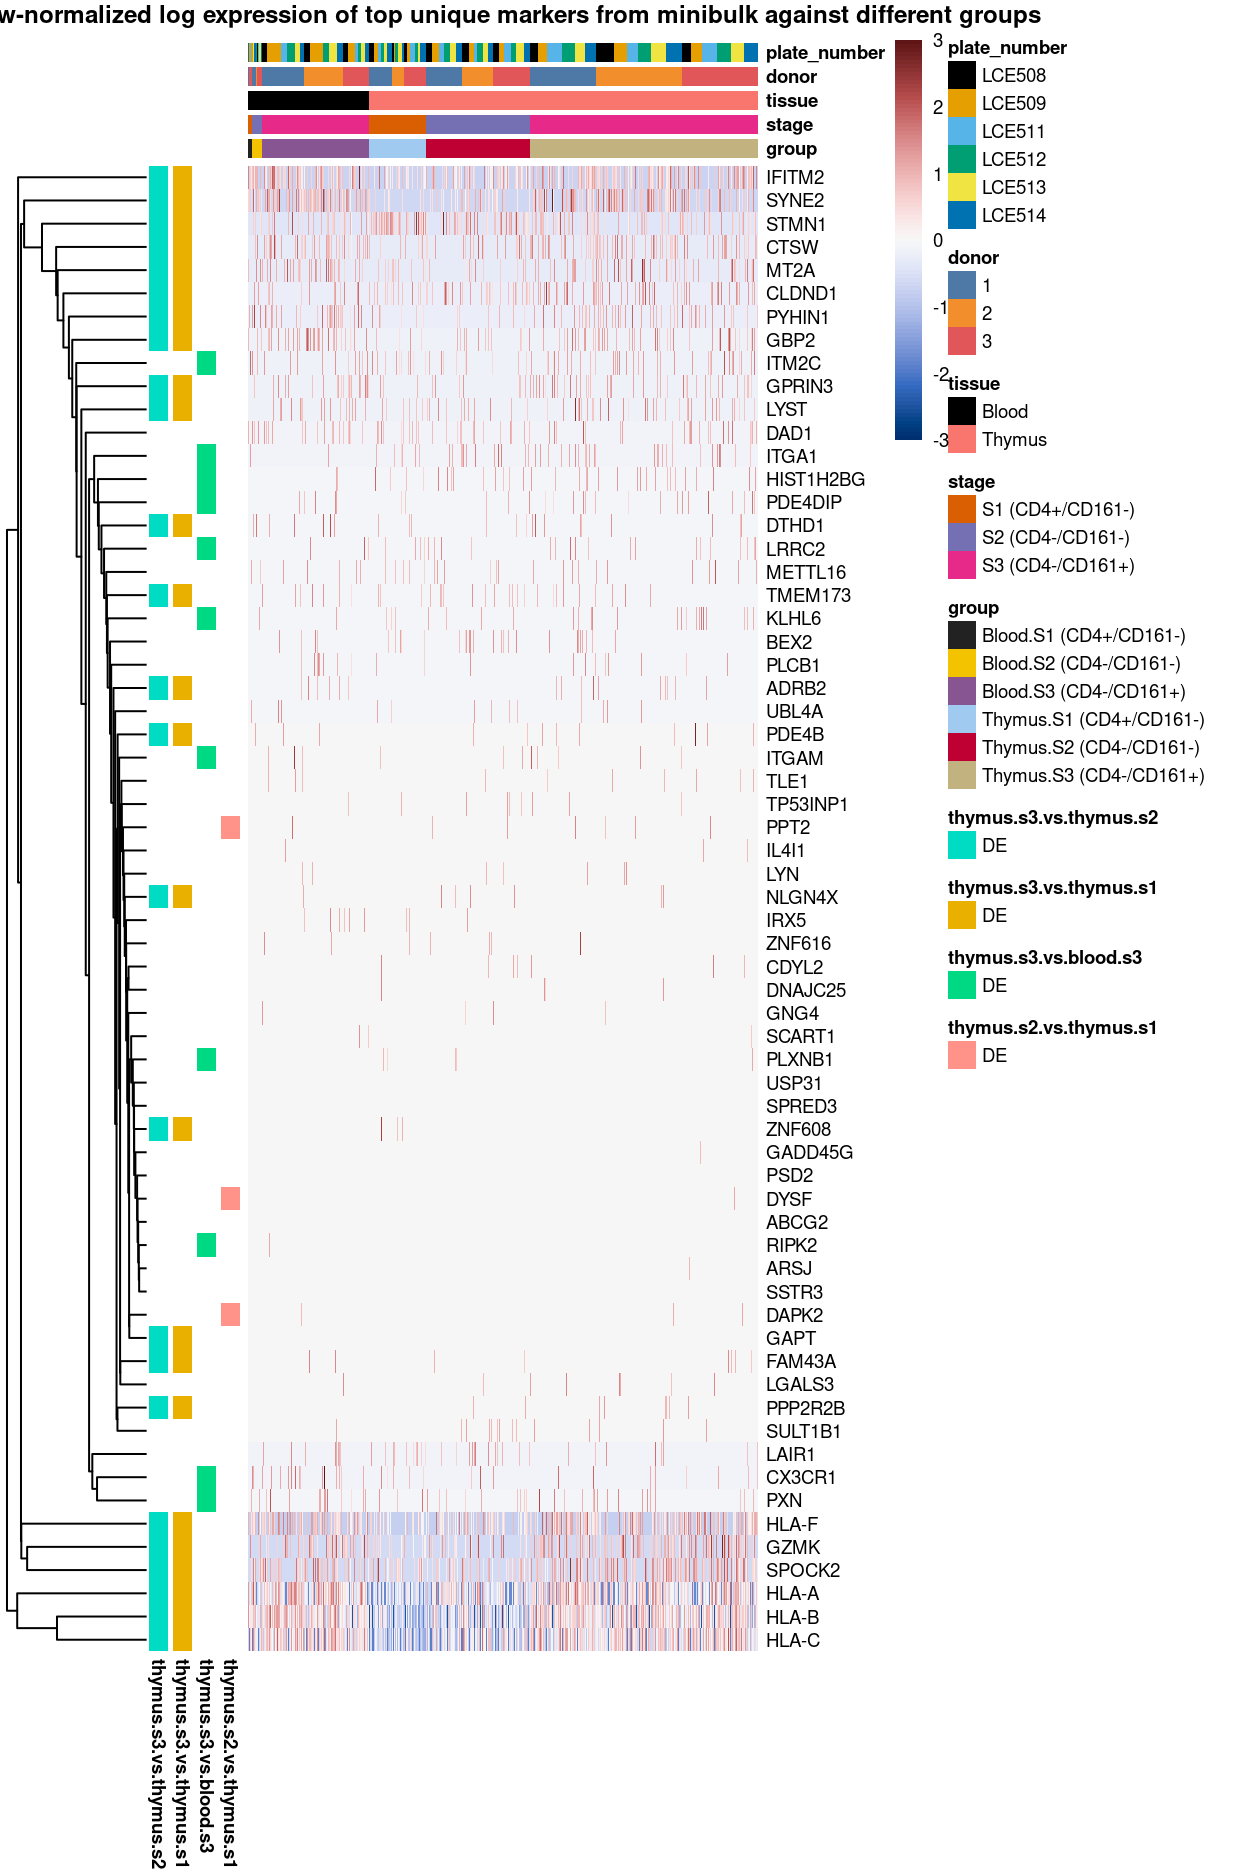 w-normalized log expression of top unique markers from minibulk against different groups
plate_number
donor
tissue
stage
group
IFITM2
SYNE2
STMN1
CTSW
MT2A
CLDND1
PYHIN1
GBP2
ITM2C
GPRIN3
LYST
DAD1
ITGA1
HIST1H2BG
PDE4DIP
DTHD1
LRRC2
METTL16
TMEM173
KLHL6
BEX2
PLCB1
ADRB2
UBL4A
PDE4B
ITGAM
TLE1
TP53INP1
PPT2
IL4I1
LYN
NLGN4X
IRX5
ZNF616
CDYL2
DNAJC25
GNG4
SCART1
PLXNB1
USP31
SPRED3
ZNF608
GADD45G
PSD2
DYSF
ABCG2
RIPK2
ARSJ
SSTR3
DAPK2
GAPT
FAM43A
LGALS3
PPP2R2B
SULT1B1
LAIR1
CX3CR1
PXN
HLA-F
GZMK
SPOCK2
HLA-A
HLA-B
HLA-C
thymus.s3.vs.thymus.s2
thymus.s3.vs.thymus.s1
thymus.s3.vs.blood.s3
thymus.s2.vs.thymus.s1
3
2
1
0
-1
-2
-3
plate_number
LCE508
LCE509
LCE511
LCE512
LCE513
LCE514
donor
1
2
3
tissue
Blood
Thymus
stage
S1 (CD4+/CD161-)
S2 (CD4-/CD161-)
S3 (CD4-/CD161+)
group
Blood.S1 (CD4+/CD161-)
Blood.S2 (CD4-/CD161-)
Blood.S3 (CD4-/CD161+)
Thymus.S1 (CD4+/CD161-)
Thymus.S2 (CD4-/CD161-)
Thymus.S3 (CD4-/CD161+)
thymus.s3.vs.thymus.s2
DE
thymus.s3.vs.thymus.s1
DE
thymus.s3.vs.blood.s3
DE
thymus.s2.vs.thymus.s1
DE